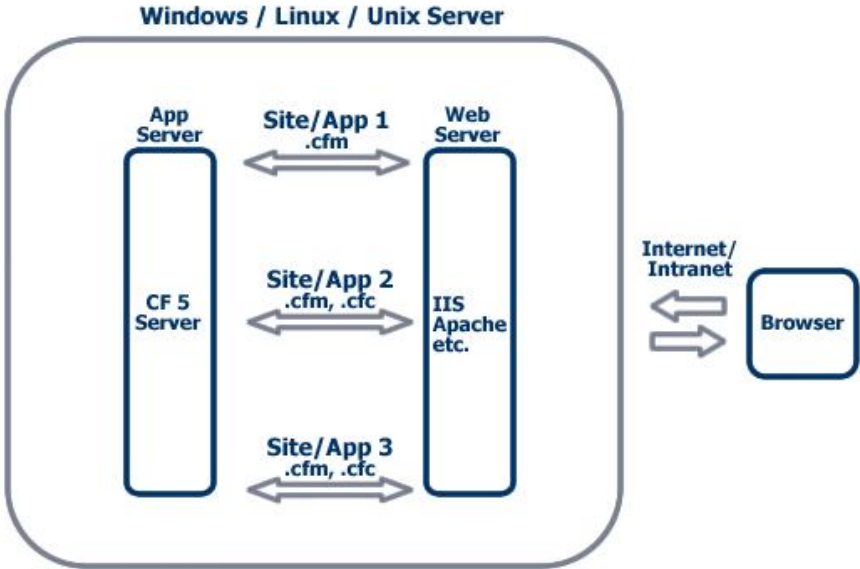 Windows / Linux / Unix Server
App
Server
Site/App 1
.cfm
Web
Server
CF 5
Server
Site/App 2
.cfm, .cfc
IIS
Apache
etc.
Site/App 3
.cfm, .cfc
Internet/
Intranet
Browser